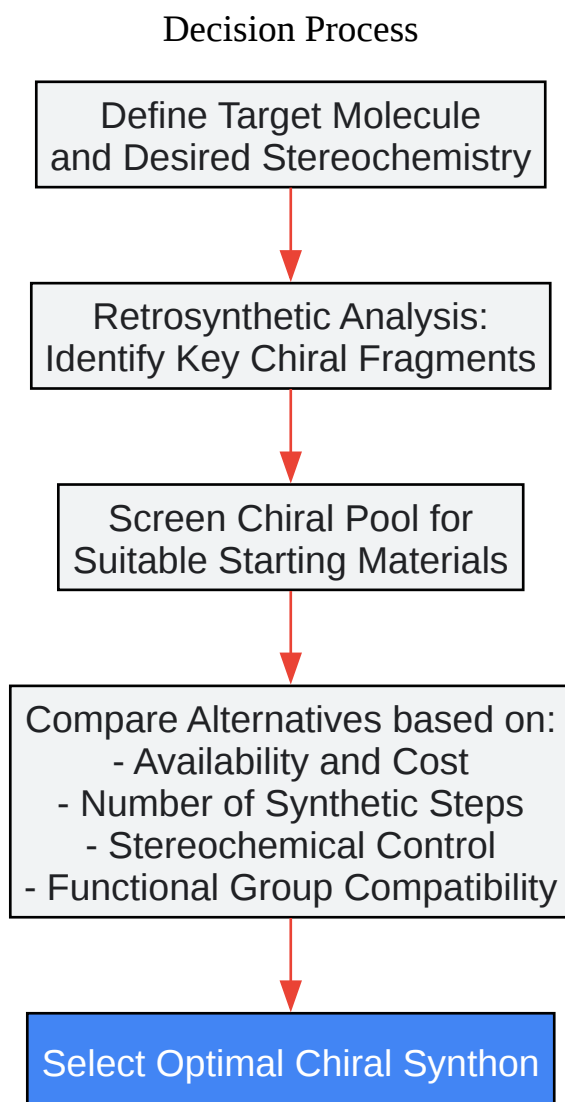 Decision Process
Define Target Molecule
and Desired Stereochemistry
Retrosynthetic Analysis:
Identify Key Chiral Fragments
Screen Chiral Pool for
Suitable Starting Materials
Compare Alternatives based on:
- Availability and Cost
- Number of Synthetic Steps
- Stereochemical Control
- Functional Group Compatibility
Select Optimal Chiral Synthon